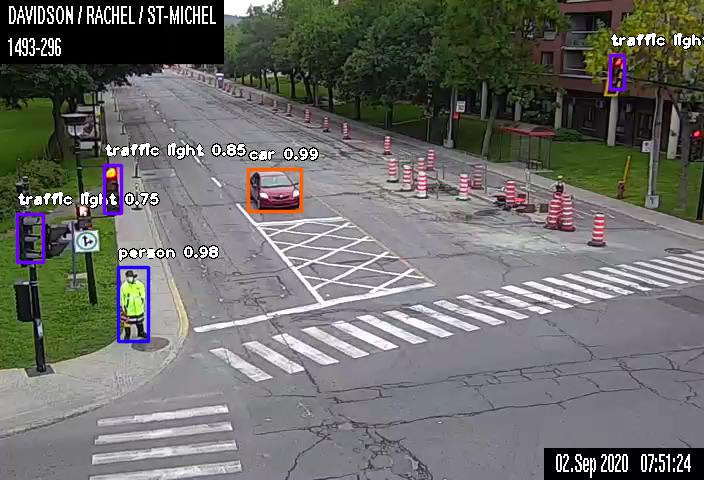 DAVIDSON / RACHEL / ST-MICHEL
1493-296
traffic ligh
traffic light 0.85
car 0.99
traffic light 0.75
person 0.98
02.Sep 2020 07:51:24